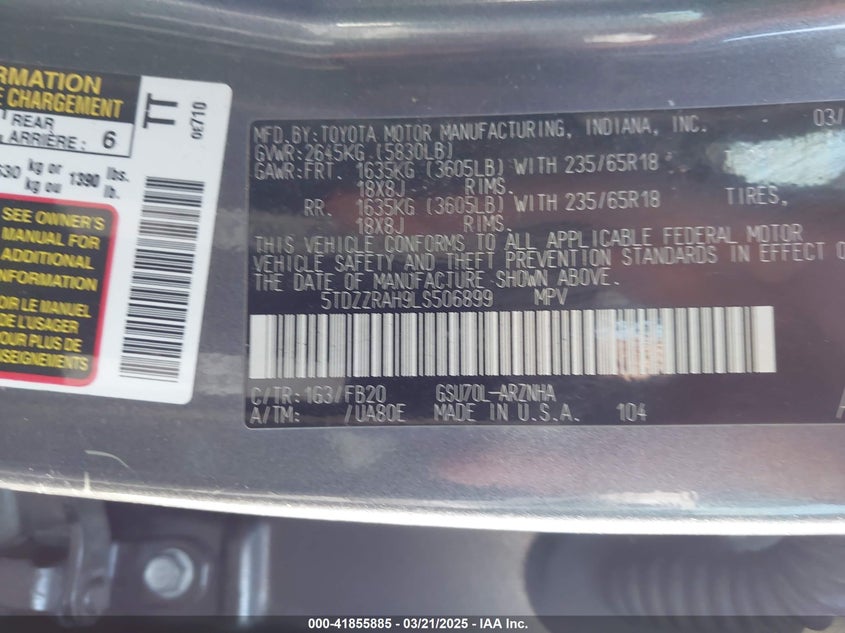 FORMATION
E CHARGEMENT
REAR
ARRIÈRE: 6
kg or 1390 lbs.
kg ou lb.
SEE OWNER'S
MANUAL FOR
ADDITIONAL
INFORMATION
OIR LE MANUEL
DE L'USAGER
POUR PLUS DE
ENSEIGNEMENTS
TT
0E710
MFD.BY:TOYOTA MOTOR MANUFACTURING, INDIANA, INC. 03/
GVWR:2645KG (5830LB)
GAWR:FRT. 1635KG (3605LB) WITH 235/65R18
18X8J RIMS.
RR. 1635KG (3605LB) WITH 235/65R18 TIRES,
18X8J RIMS.
THIS VEHICLE CONFORMS TO ALL APPLICABLE FEDERAL MOTOR
VEHICLE SAFETY AND THEFT PREVENTION STANDARDS IN EFFECT O
THE DATE OF MANUFACTURE SHOWN ABOVE.
5TDZZRAH9LS506899 MPV
C/TR:1G3/FB20 GSU70L-ARZNHA
A/TM: /UA80E MADE IN U.S.A. 104
000-41855885 - 03/21/2025 - IAA Inc.